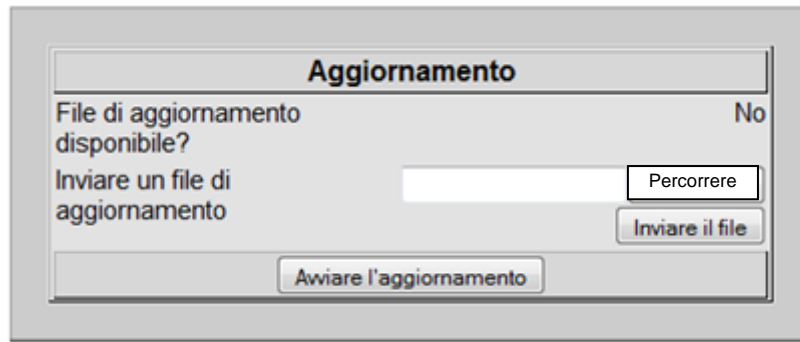 Aggiornamento
File di aggiornamento
disponibile?
No
Inviare un file di
aggiornamento
Percorrere
Inviare il file
Avviare l'aggiornamento